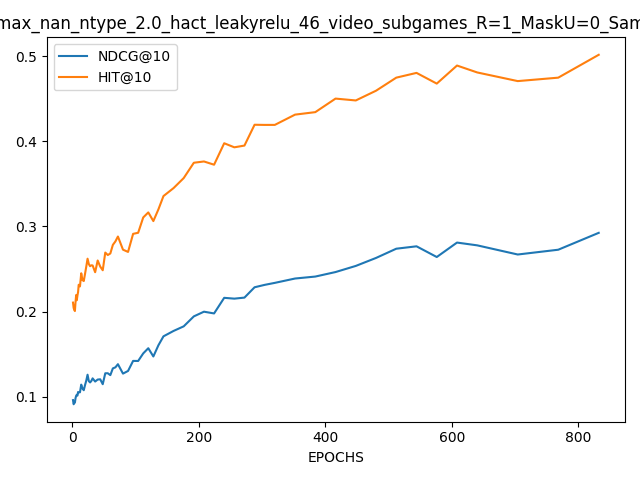 max_nan_ntype_2.0_hact_leakyrelu_46_video_subgames_R=1_MaskU=0_Sam
NDCG@10
HIT@10
0.5
0.4
0.3
0.2
0.1
0 200 400 600 800
EPOCHS